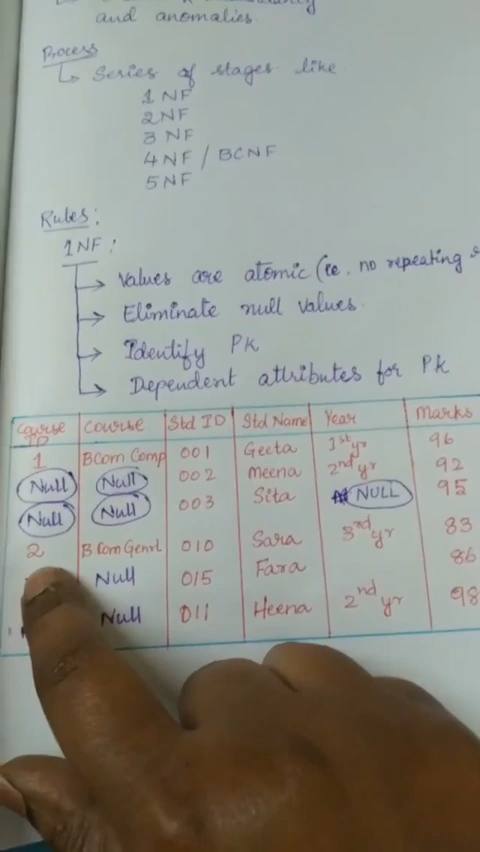 and anomalies.
Process
Series of stages like
1 NF
2NF
3 NF
4NF / BCNF
5NF
Rules:
1NF:
Values are atomic (ie. no repeating
Eliminate null values.
Identify PK
Dependent attributes for PK
Course ID Course Std ID Std Name Year Marks
1 BCom Comp 001 Geeta 1st yr 96
Null Null 002 Meena 2nd yr 92
Null Null 003 Sita NULL 95
2 B Com Genrl 010 Sara 3rd yr 83
Null 015 Fara 86
Null 011 Heena 2nd yr 98